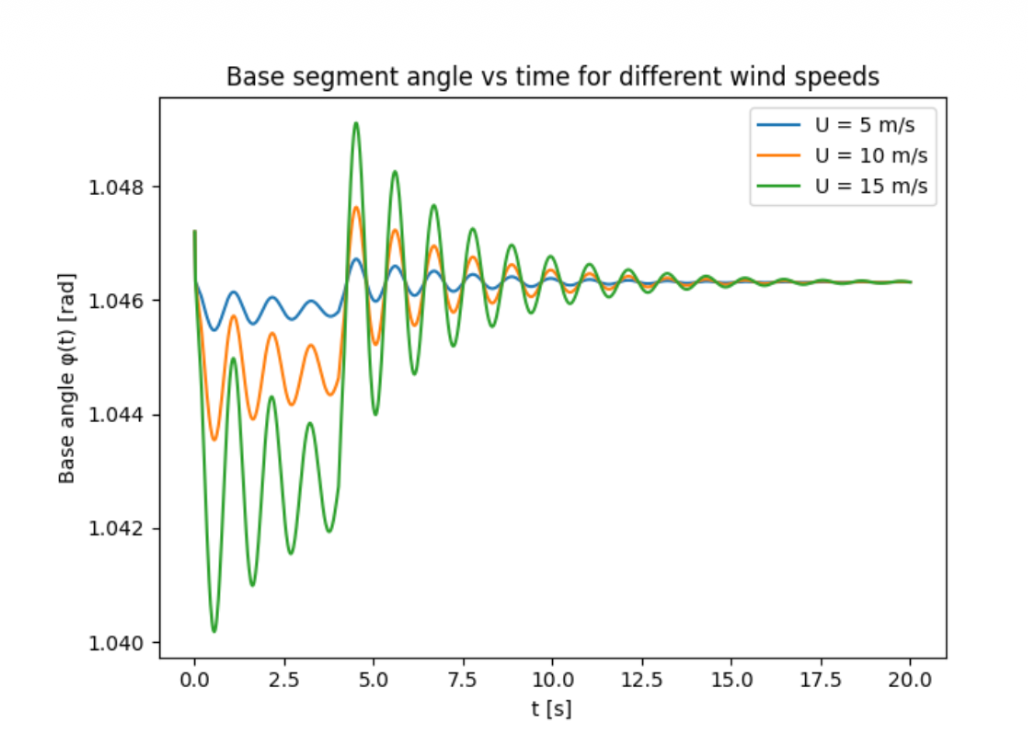 Base segment angle vs time for different wind speeds
U = 5 m/s
U = 10 m/s
U = 15 m/s
Base angle φ(t) [rad]
1.048
1.046
1.044
1.042
1.040
0.0 2.5 5.0 7.5 10.0 12.5 15.0 17.5 20.0
t [s]